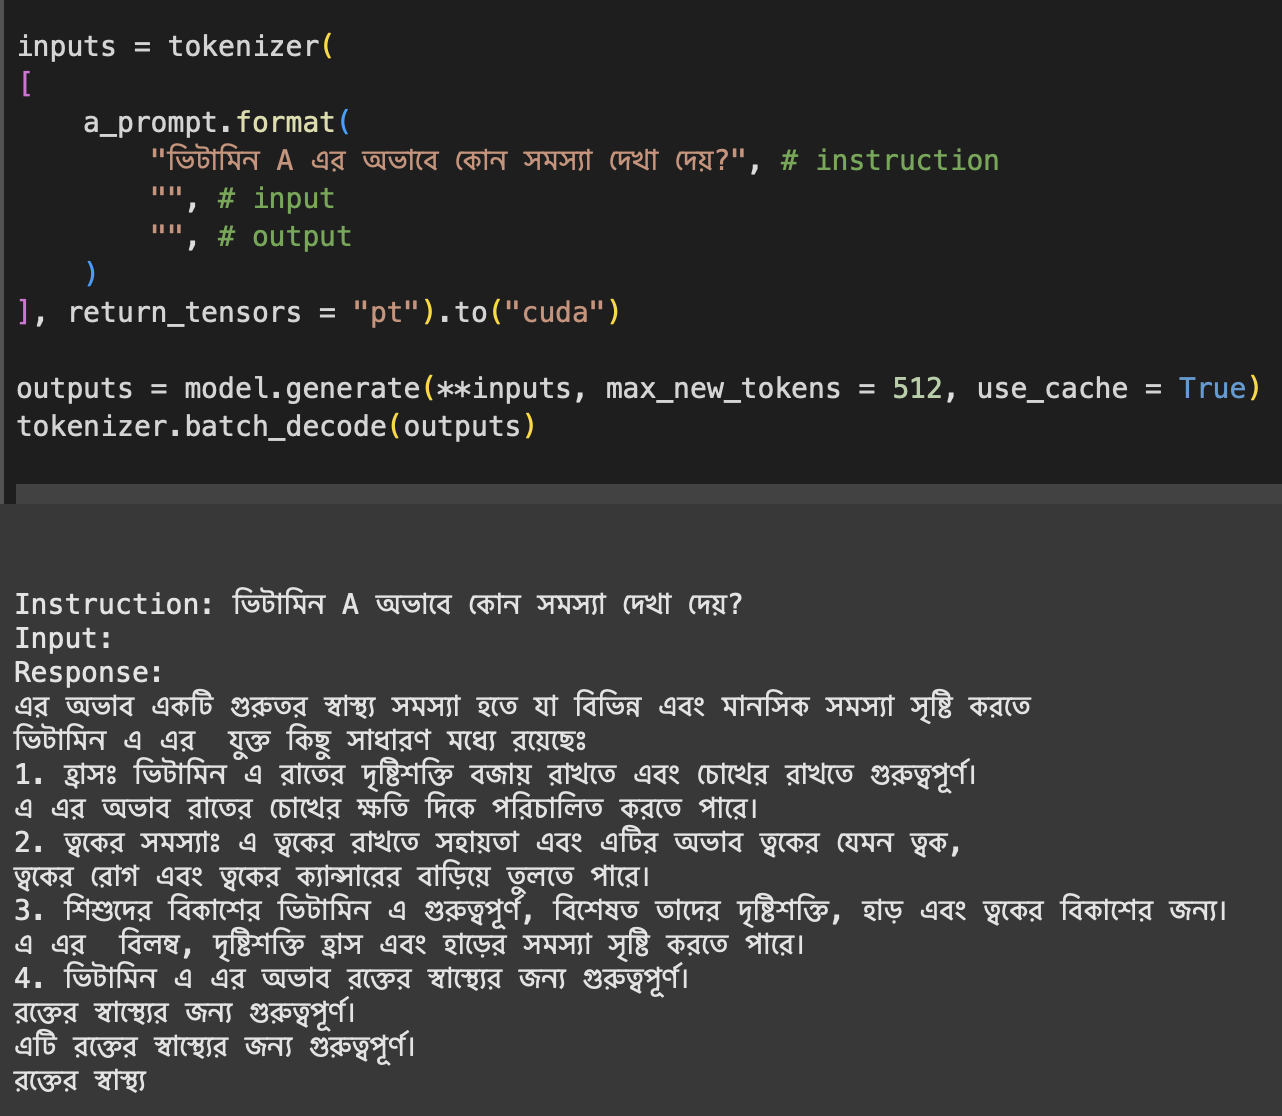 inputs = tokenizer(
[
    a_prompt.format(
        "ভিটামিন A এর অভাবে কোন সমস্যা দেখা দেয়?", # instruction
        "", # input
        "", # output
    )
], return_tensors = "pt").to("cuda")
outputs = model.generate(**inputs, max_new_tokens = 512, use_cache = True)
tokenizer.batch_decode(outputs)
Instruction: ভিটামিন A অভাবে কোন সমস্যা দেখা দেয়?
Input:
Response:
এর অভাব একটি গুরুতর স্বাস্থ্য সমস্যা হতে যা বিভিন্ন এবং মানসিক সমস্যা সৃষ্টি করতে
ভিটামিন এ এর  যুক্ত কিছু সাধারণ মধ্যে রয়েছেঃ
1. হ্রাসঃ ভিটামিন এ রাতের দৃষ্টিশক্তি বজায় রাখতে এবং চোখের রাখতে গুরুত্বপূর্ণ।
এ এর অভাব রাতের চোখের ক্ষতি দিকে পরিচালিত করতে পারে।
2. ত্বকের সমস্যাঃ এ ত্বকের রাখতে সহায়তা এবং এটির অভাব ত্বকের যেমন ত্বক,
ত্বকের রোগ এবং ত্বকের ক্যান্সারের বাড়িয়ে তুলতে পারে।
3. শিশুদের বিকাশের ভিটামিন এ গুরুত্বপূর্ণ, বিশেষত তাদের দৃষ্টিশক্তি, হাড় এবং ত্বকের বিকাশের জন্য।
এ এর  বিলম্ব, দৃষ্টিশক্তি হ্রাস এবং হাড়ের সমস্যা সৃষ্টি করতে পারে।
4. ভিটামিন এ এর অভাব রক্তের স্বাস্থ্যের জন্য গুরুত্বপূর্ণ।
রক্তের স্বাস্থ্যের জন্য গুরুত্বপূর্ণ।
এটি রক্তের স্বাস্থ্যের জন্য গুরুত্বপূর্ণ।
রক্তের স্বাস্থ্য